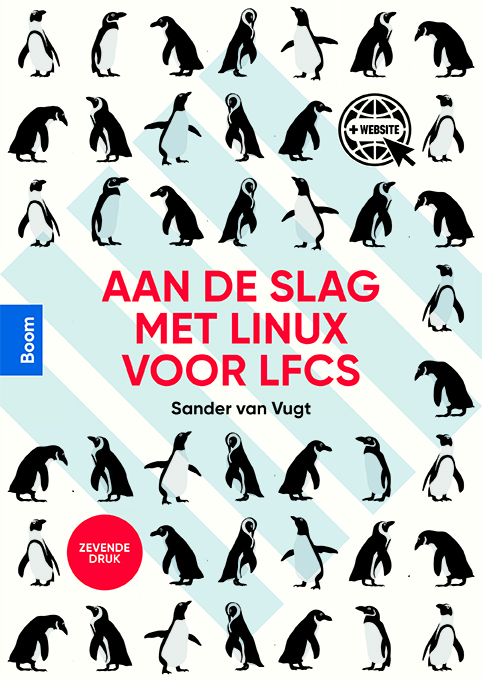 + WEBSITE
AAN DE SLAG
MET LINUX
VOOR LFCS
Sander van Vugt
Boom
ZEVENDE
DRUK